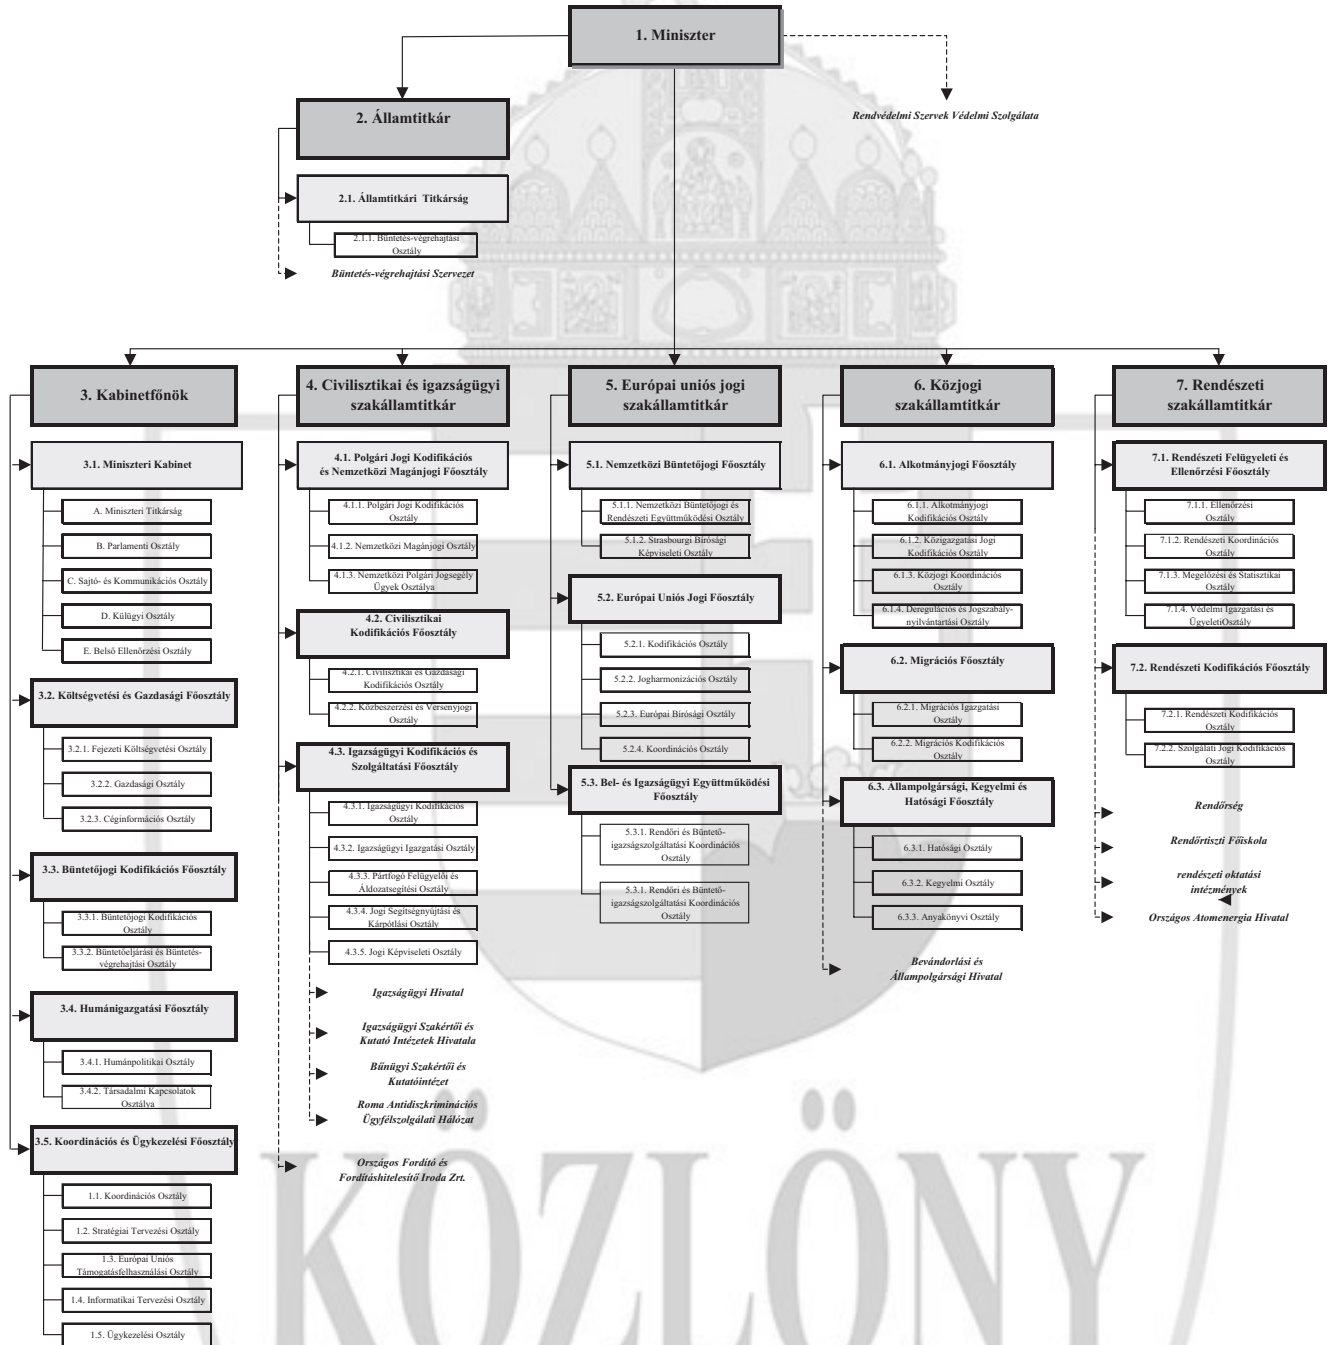 1. Miniszter
Rendvédelmi Szervek Védelmi Szolgálata
2. Államtitkár
2.1. Államtitkári Titkárság
2.1.1. Büntetés-végrehajtási
Osztály
Büntetés-végrehajtási Szervezet
3. Kabinetfőnök
3.1. Miniszteri Kabinet
A. Miniszteri Titkárság
B. Parlamenti Osztály
C. Sajtó- és Kommunikációs Osztály
D. Külügyi Osztály
E. Belső Ellenőrzési Osztály
3.2. Költségvetési és Gazdasági Főosztály
3.2.1. Fejezeti Költségvetési Osztály
3.2.2. Gazdasági Osztály
3.2.3. Céginformációs Osztály
3.3. Büntetőjogi Kodifikációs Főosztály
3.3.1. Büntetőjogi Kodifikációs
Osztály
3.3.2. Büntetőeljárási és Büntetés-
végrehajtási Osztály
3.4. Humánigazgatási Főosztály
3.4.1. Humánpolitikai Osztály
3.4.2. Társadalmi Kapcsolatok
Osztálya
3.5. Koordinációs és Ügykezelési Főosztály
1.1. Koordinációs Osztály
1.2. Stratégiai Tervezési Osztály
1.3. Európai Uniós
Támogatásfelhasználási Osztály
1.4. Informatikai Tervezési Osztály
1.5. Ügykezelési Osztály
4. Civilisztikai és igazságügyi
szakállamtitkár
4.1. Polgári Jogi Kodifikációs
és Nemzetközi Magánjogi Főosztály
4.1.1. Polgári Jogi Kodifikációs
Osztály
4.1.2. Nemzetközi Magánjogi Osztály
4.1.3. Nemzetközi Polgári Jogsegély
Ügyek Osztálya
4.2. Civilisztikai
Kodifikációs Főosztály
4.2.1. Civilisztikai és Gazdasági
Kodifikációs Osztály
4.2.2. Közbeszerzési és Versenyjogi
Osztály
4.3. Igazságügyi Kodifikációs és
Szolgáltatási Főosztály
4.3.1. Igazságügyi Kodifikációs
Osztály
4.3.2. Igazságügyi Igazgatási Osztály
4.3.3. Pártfogó Felügyelői és
Áldozatsegítési Osztály
4.3.4. Jogi Segítségnyújtási és
Kárpótlási Osztály
4.3.5. Jogi Képviseleti Osztály
Igazságügyi Hivatal
Igazságügyi Szakértői és
Kutató Intézetek Hivatala
Bűnügyi Szakértői és
Kutatóintézet
Roma Antidiszkriminációs
Ügyfélszolgálati Hálózat
Országos Fordító és
Fordításhitelesítő Iroda Zrt.
5. Európai uniós jogi
szakállamtitkár
5.1. Nemzetközi Büntetőjogi Főosztály
5.1.1. Nemzetközi Büntetőjogi és
Rendészeti Együttműködési Osztály
5.1.2. Strasbourgi Bírósági
Képviseleti Osztály
5.2. Európai Uniós Jogi Főosztály
5.2.1. Kodifikációs Osztály
5.2.2. Jogharmonizációs Osztály
5.2.3. Európai Bírósági Osztály
5.2.4. Koordinációs Osztály
5.3. Bel- és Igazságügyi Együttműködési
Főosztály
5.3.1. Rendőri és Büntető-
igazságszolgáltatási Koordinációs
Osztály
5.3.1. Rendőri és Büntető-
igazságszolgáltatási Koordinációs
Osztály
6. Közjogi
szakállamtitkár
6.1. Alkotmányjogi Főosztály
6.1.1. Alkotmányjogi
Kodifikációs Osztály
6.1.2. Közigazgatási Jogi
Kodifikációs Osztály
6.1.3. Közjogi Koordinációs
Osztály
6.1.4. Deregulációs és Jogszabály-
nyilvántartási Osztály
6.2. Migrációs Főosztály
6.2.1. Migrációs Igazgatási
Osztály
6.2.2. Migrációs Kodifikációs
Osztály
6.3. Állampolgársági, Kegyelmi és
Hatósági Főosztály
6.3.1. Hatósági Osztály
6.3.2. Kegyelmi Osztály
6.3.3. Anyakönyvi Osztály
Bevándorlási és
Állampolgársági Hivatal
7. Rendészeti
szakállamtitkár
7.1. Rendészeti Felügyeleti és
Ellenőrzési Főosztály
7.1.1. Ellenőrzési
Osztály
7.1.2. Rendészeti Koordinációs
Osztály
7.1.3. Megelőzési és Statisztikai
Osztály
7.1.4. Védelmi Igazgatási és
ÜgyeletiOsztály
7.2. Rendészeti Kodifikációs Főosztály
7.2.1. Rendészeti Kodifikációs
Osztály
7.2.2. Szolgálati Jogi Kodifikációs
Osztály
Rendőrség
Rendőrtiszti Főiskola
rendészeti oktatási
intézmények
Országos Atomenergia Hivatal
KÖZLÖNY